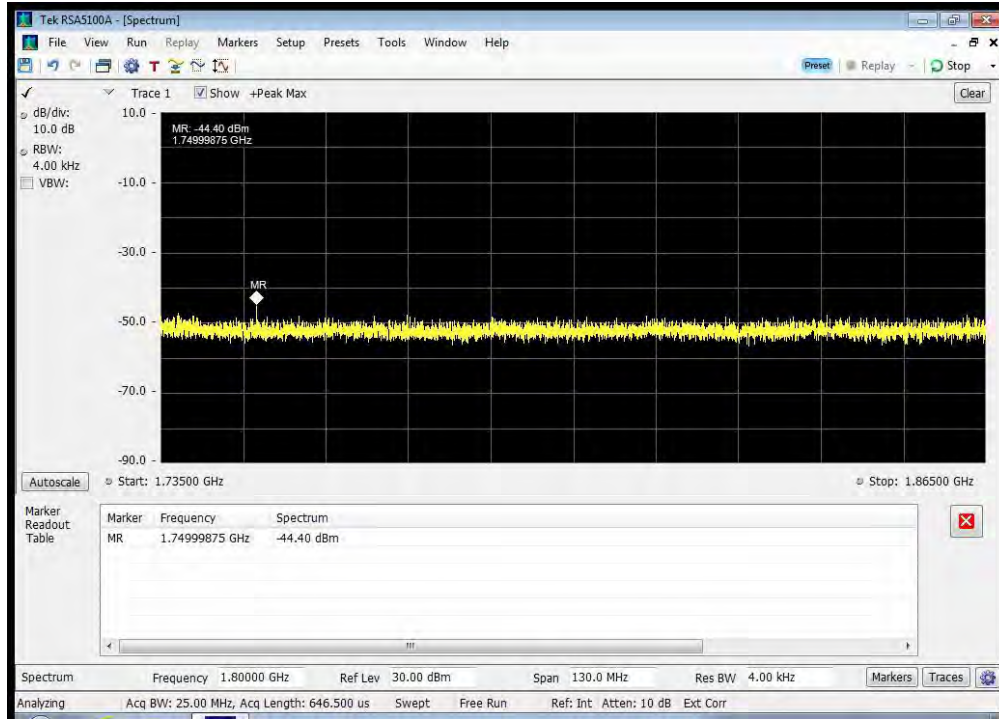 Tek RSA5100A - [Spectrum]
File View Run Replay Markers Setup Presets Tools Window Help
T Preset Replay Stop
Trace 1 Show +Peak Max Clear
dB/div:
10.0 dB
RBW:
4.00 kHz
VBW:
10.0
-10.0
-30.0
-50.0
-70.0
-90.0
MR: -44.40 dBm
1.74999875 GHz
MR
Autoscale Start: 1.73500 GHz Stop: 1.86500 GHz
Marker
Readout
Table
Marker Frequency Spectrum
MR 1.74999875 GHz -44.40 dBm
Spectrum Frequency 1.80000 GHz Ref Lev 30.00 dBm Span 130.0 MHz Res BW 4.00 kHz Markers Traces
Analyzing Acq BW: 25.00 MHz, Acq Length: 646.500 us Swept Free Run Ref: Int Atten: 10 dB Ext Corr